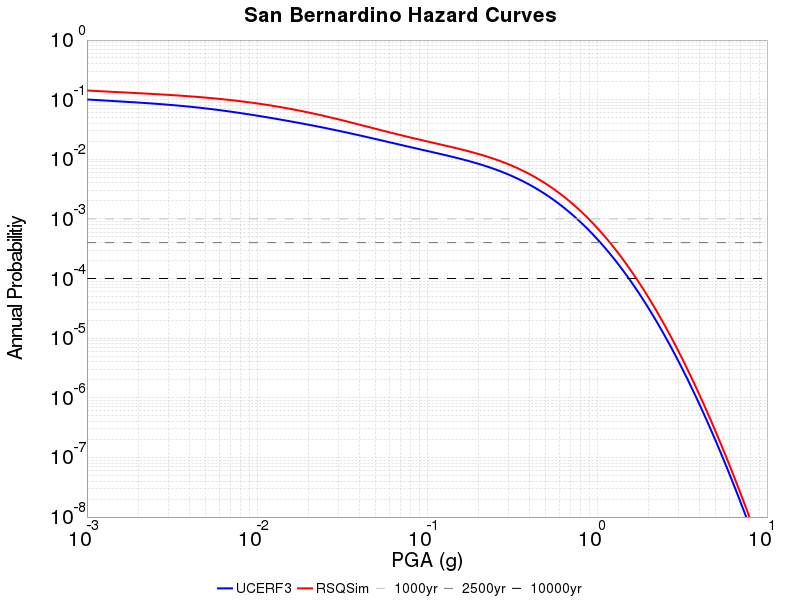 San Bernardino Hazard Curves
10^0
10^-1
10^-2
10^-3
10^-4
10^-5
10^-6
10^-7
10^-8
Annual Probability
10^-3 10^-2 10^-1 10^0 10^1
PGA (g)
UCERF3 RSQSim 1000yr 2500yr 10000yr